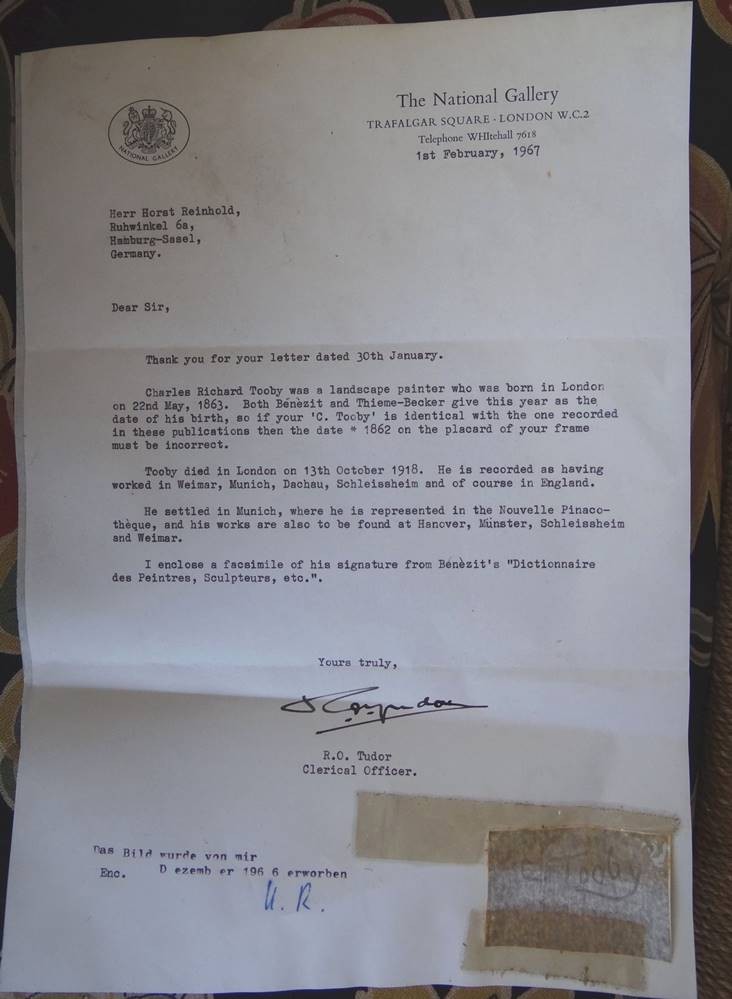 NATIONAL GALLERY
The National Gallery
TRAFALGAR SQUARE · LONDON W.C.2
Telephone WHItehall 7618
1st February, 1967
Herr Horst Reinhold,
Ruhwinkel 6a,
Hamburg-Sasel,
Germany.
Dear Sir,
Thank you for your letter dated 30th January.
Charles Richard Tooby was a landscape painter who was born in London
on 22nd May, 1863. Both Bénèzit and Thieme-Becker give this year as the
date of his birth, so if your 'C. Tooby' is identical with the one recorded
in these publications then the date * 1862 on the placard of your frame
must be incorrect.
Tooby died in London on 13th October 1918. He is recorded as having
worked in Weimar, Munich, Dachau, Schleissheim and of course in England.
He settled in Munich, where he is represented in the Nouvelle Pinaco-
thèque, and his works are also to be found at Hanover, Münster, Schleissheim
and Weimar.
I enclose a facsimile of his signature from Bénèzit's "Dictionnaire
des Peintres, Sculpteurs, etc.".
Yours truly,
R.O. Tudor
Clerical Officer.
Das Bild wurde von mir
Enc. Dezember 1966 erworben
H. R.
Tooby